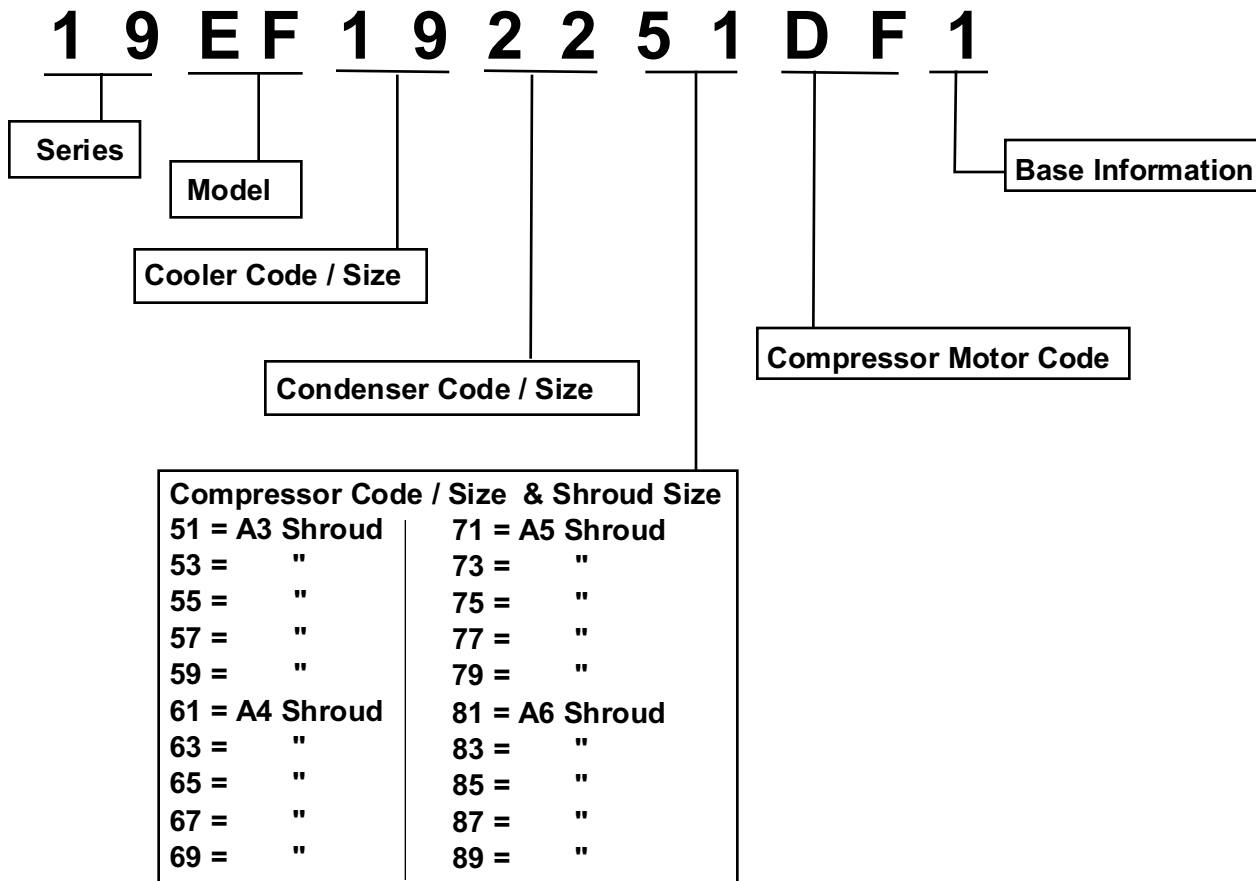 1 9 E F 1 9 2 2 5 1 D F 1
Series
Base Information
Model
Cooler Code / Size
Compressor Motor Code
Condenser Code / Size
Compressor Code / Size & Shroud Size
51 = A3 Shroud 71 = A5 Shroud
53 = " 73 = "
55 = " 75 = "
57 = " 77 = "
59 = " 79 = "
61 = A4 Shroud 81 = A6 Shroud
63 = " 83 = "
65 = " 85 = "
67 = " 87 = "
69 = " 89 = "